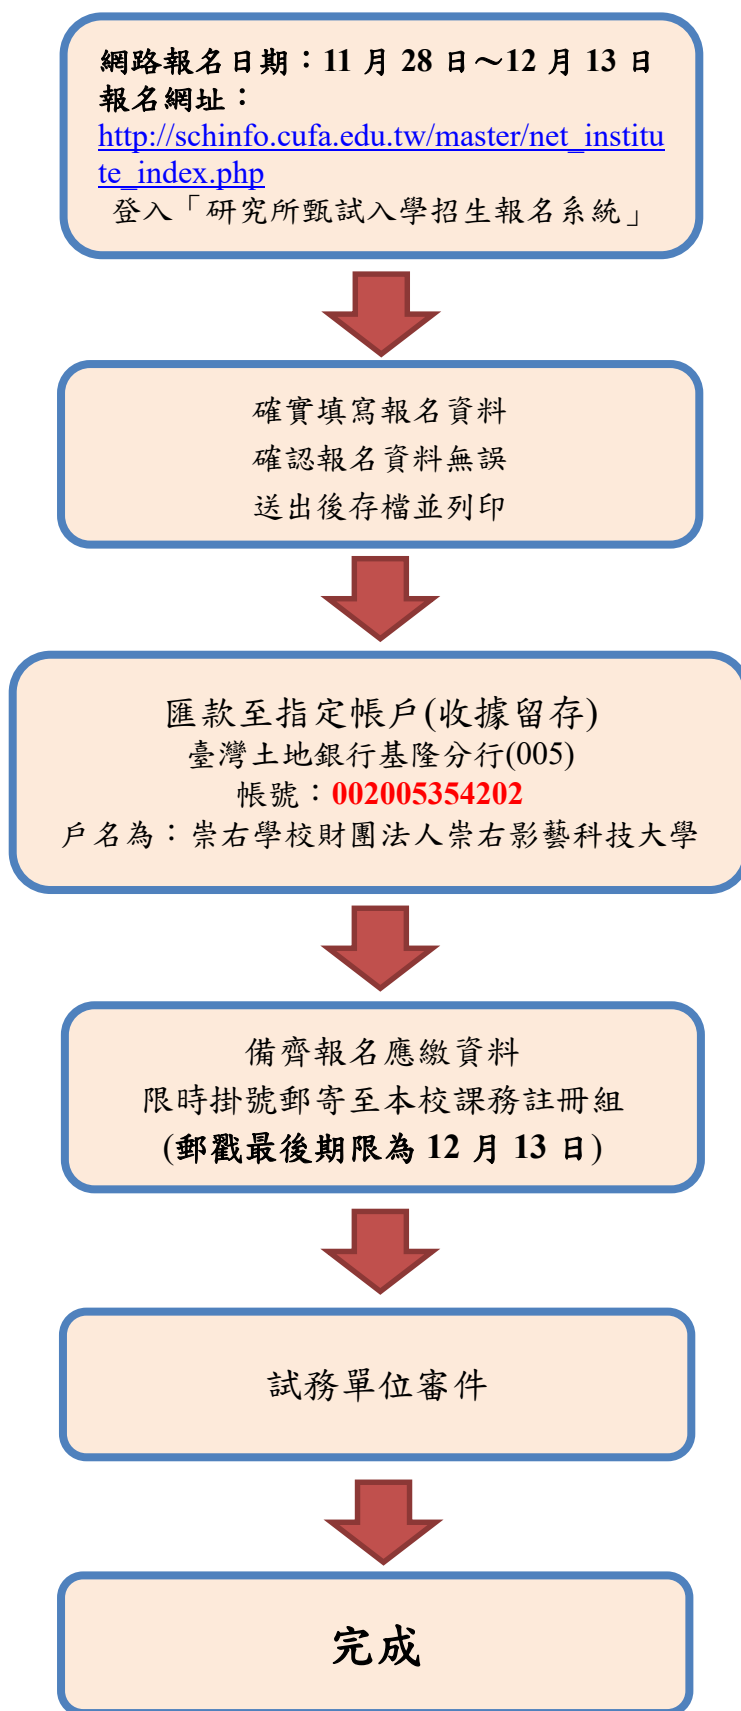 網路報名日期：11 月 28 日～12 月 13 日
報名網址：
http://schinfo.cufa.edu.tw/master/net_institu
te_index.php
登入「研究所甄試入學招生報名系統」
確實填寫報名資料
確認報名資料無誤
送出後存檔並列印
匯款至指定帳戶(收據留存)
臺灣土地銀行基隆分行(005)
帳號：002005354202
戶名為：崇右學校財團法人崇右影藝科技大學
備齊報名應繳資料
限時掛號郵寄至本校課務註冊組
(郵戳最後期限為 12 月 13 日)
試務單位審件
完成